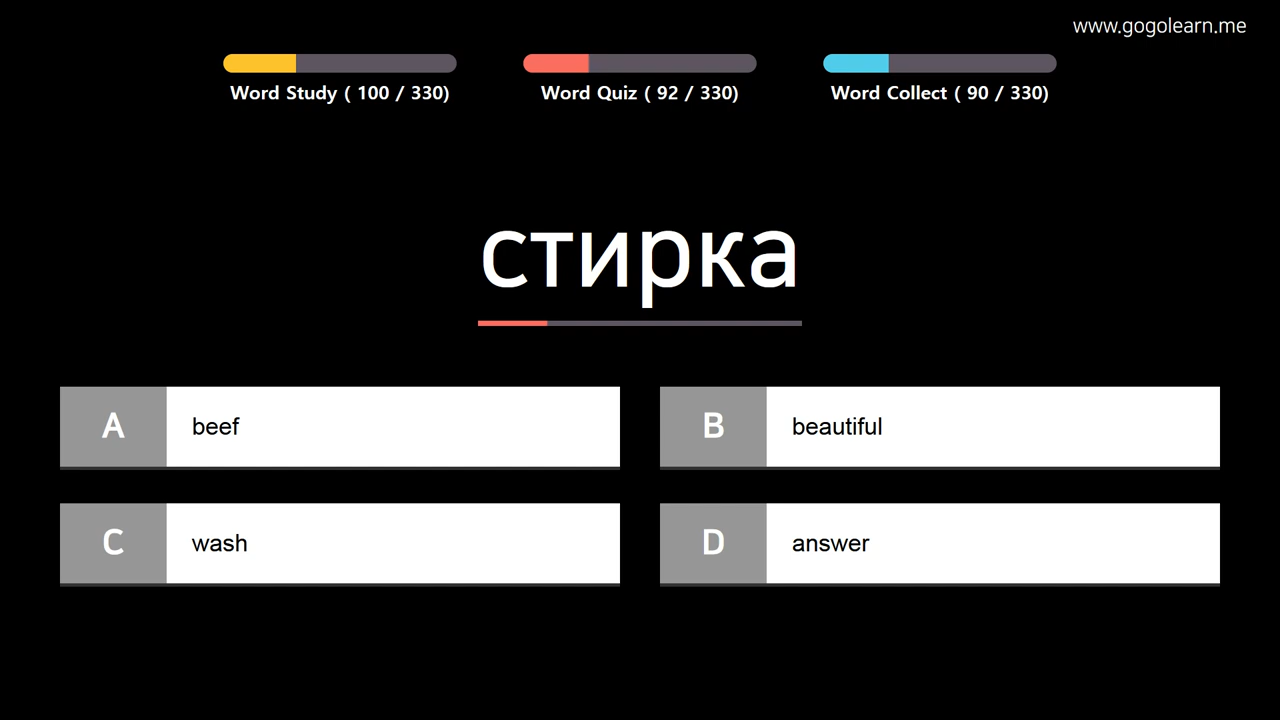 www.gogolearn.me
Word Study ( 100 / 330)
Word Quiz ( 92 / 330)
Word Collect ( 90 / 330)
стирка
A beef
B beautiful
C wash
D answer